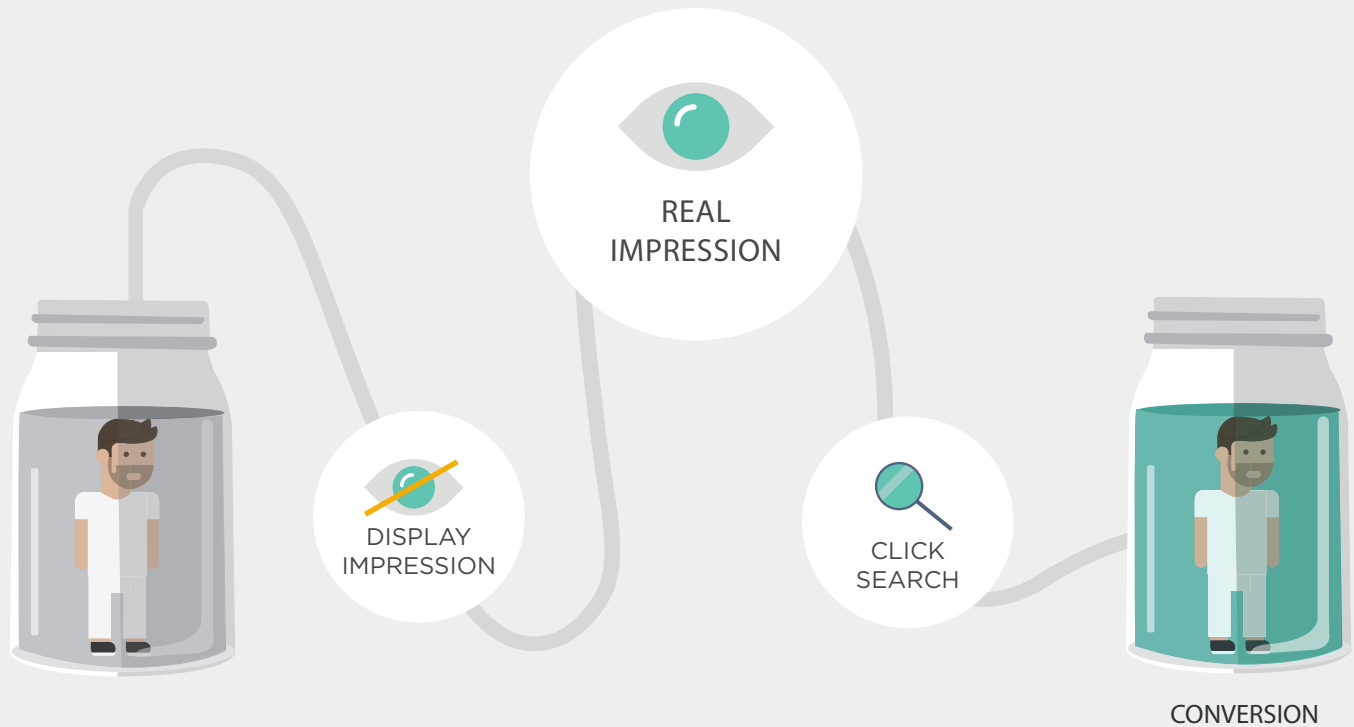 REAL
IMPRESSION
DISPLAY
IMPRESSION
CLICK
SEARCH
CONVERSION